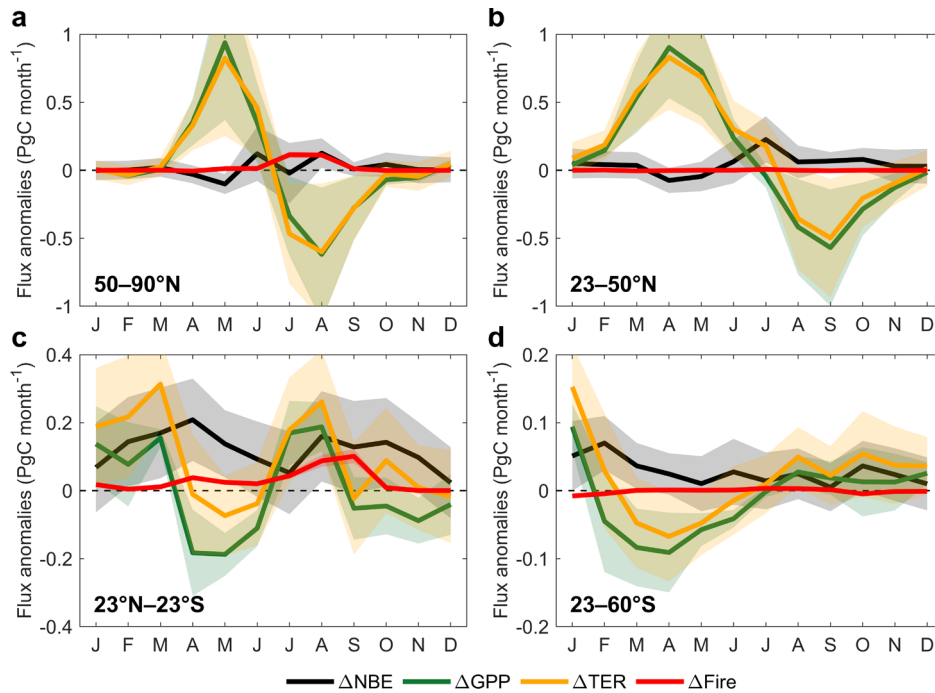 a
b
Flux anomalies (PgC month⁻¹)
1
0.5
0
-0.5
-1
50–90°N
J F M A M J J A S O N D
Flux anomalies (PgC month⁻¹)
1
0.5
0
-0.5
-1
23–50°N
J F M A M J J A S O N D
c
d
Flux anomalies (PgC month⁻¹)
0.4
0.2
0
-0.2
-0.4
23°N–23°S
J F M A M J J A S O N D
Flux anomalies (PgC month⁻¹)
0.2
0.1
0
-0.1
-0.2
23–60°S
J F M A M J J A S O N D
ΔNBE ΔGPP ΔTER ΔFire